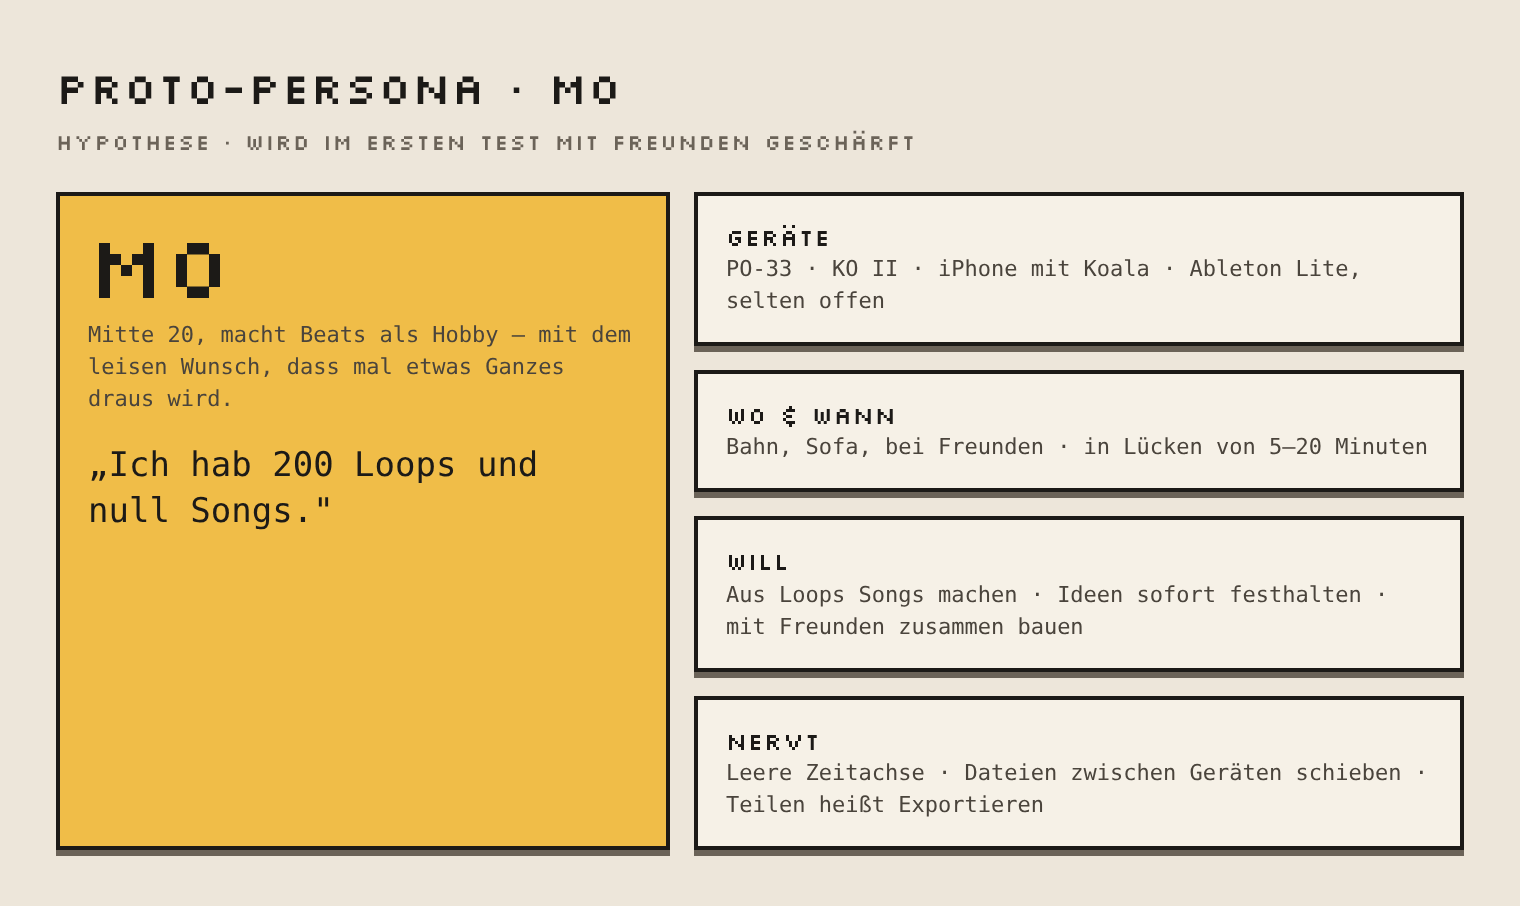 PROTO-PERSONA · MO
HYPOTHESE · WIRD IM ERSTEN TEST MIT FREUNDEN GESCHÄRFT
MO
Mitte 20, macht Beats als Hobby — mit dem
leisen Wunsch, dass mal etwas Ganzes
draus wird.
„Ich hab 200 Loops und
null Songs."
GERÄTE
PO-33 · KO II · iPhone mit Koala · Ableton Lite,
selten offen
WO & WANN
Bahn, Sofa, bei Freunden · in Lücken von 5–20 Minuten
WILL
Aus Loops Songs machen · Ideen sofort festhalten ·
mit Freunden zusammen bauen
NERVT
Leere Zeitachse · Dateien zwischen Geräten schieben ·
Teilen heißt Exportieren